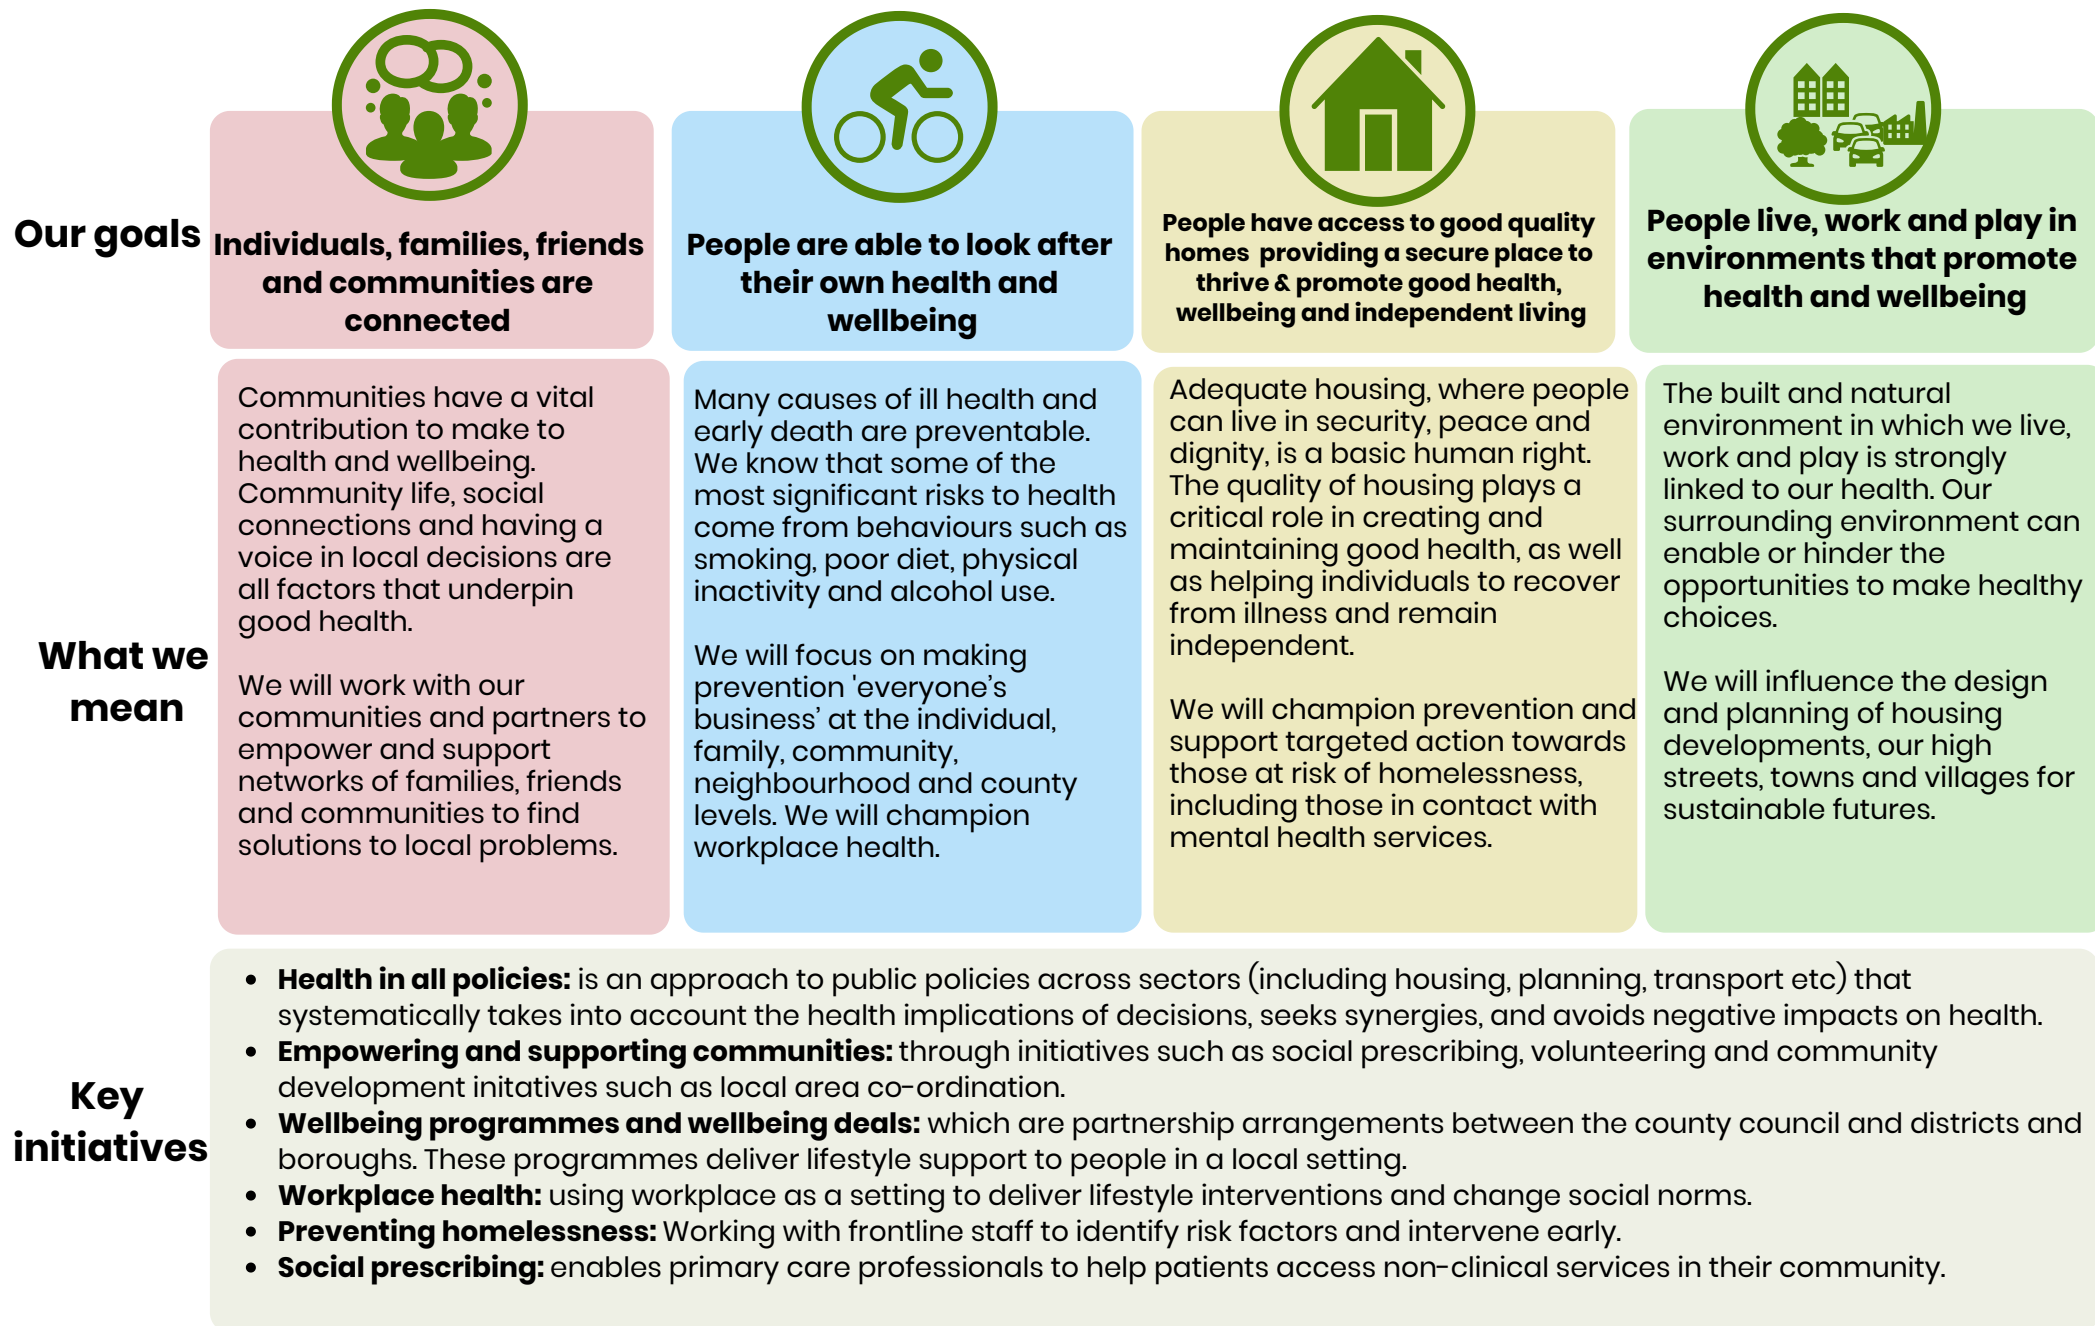 Our goals
Individuals, families, friends
and communities are
connected
People are able to look after
their own health and
wellbeing
People have access to good quality
homes providing a secure place to
thrive & promote good health,
wellbeing and independent living
People live, work and play in
environments that promote
health and wellbeing
What we
mean
Communities have a vital
contribution to make to
health and wellbeing.
Community life, social
connections and having a
voice in local decisions are
all factors that underpin
good health.
We will work with our
communities and partners to
empower and support
networks of families, friends
and communities to find
solutions to local problems.
Many causes of ill health and
early death are preventable.
We know that some of the
most significant risks to health
come from behaviours such as
smoking, poor diet, physical
inactivity and alcohol use.
We will focus on making
prevention 'everyone’s
business’ at the individual,
family, community,
neighbourhood and county
levels. We will champion
workplace health.
Adequate housing, where people
can live in security, peace and
dignity, is a basic human right.
The quality of housing plays a
critical role in creating and
maintaining good health, as well
as helping individuals to recover
from illness and remain
independent.
We will champion prevention and
support targeted action towards
those at risk of homelessness,
including those in contact with
mental health services.
The built and natural
environment in which we live,
work and play is strongly
linked to our health. Our
surrounding environment can
enable or hinder the
opportunities to make healthy
choices.
We will influence the design
and planning of housing
developments, our high
streets, towns and villages for
sustainable futures.
Key
initiatives
• Health in all policies: is an approach to public policies across sectors (including housing, planning, transport etc) that
systematically takes into account the health implications of decisions, seeks synergies, and avoids negative impacts on health.
• Empowering and supporting communities: through initiatives such as social prescribing, volunteering and community
development initatives such as local area co-ordination.
• Wellbeing programmes and wellbeing deals: which are partnership arrangements between the county council and districts and
boroughs. These programmes deliver lifestyle support to people in a local setting.
• Workplace health: using workplace as a setting to deliver lifestyle interventions and change social norms.
• Preventing homelessness: Working with frontline staff to identify risk factors and intervene early.
• Social prescribing: enables primary care professionals to help patients access non-clinical services in their community.